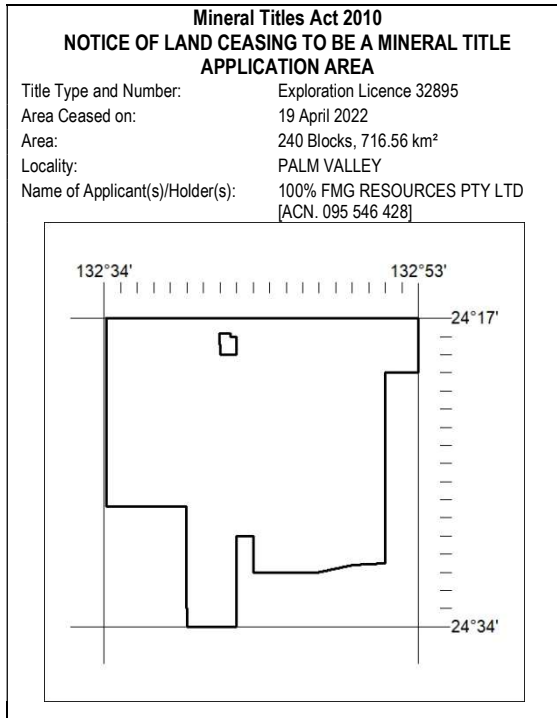 Mineral Titles Act 2010
NOTICE OF LAND CEASING TO BE A MINERAL TITLE
APPLICATION AREA
Title Type and Number: Exploration Licence 32895
Area Ceased on: 19 April 2022
Area: 240 Blocks, 716.56 km²
Locality: PALM VALLEY
Name of Applicant(s)/Holder(s): 100% FMG RESOURCES PTY LTD
[ACN. 095 546 428]
132°34' 132°53'
24°17'
24°34'